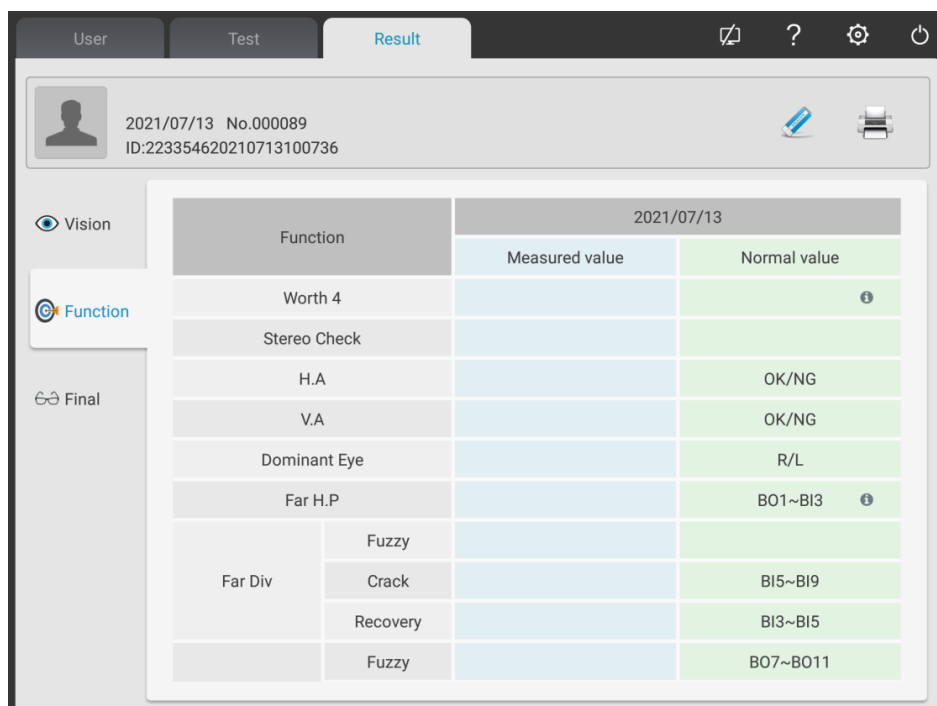 User Test Result ?
2021/07/13 No.000089
ID:223354620210713100736
Vision
Function
Final
Function 2021/07/13
Measured value Normal value
Worth 4
Stereo Check
H.A OK/NG
V.A OK/NG
Dominant Eye R/L
Far H.P BO1~BI3
Far Div
Fuzzy
Crack BI5~BI9
Recovery BI3~BI5
Fuzzy BO7~BO11